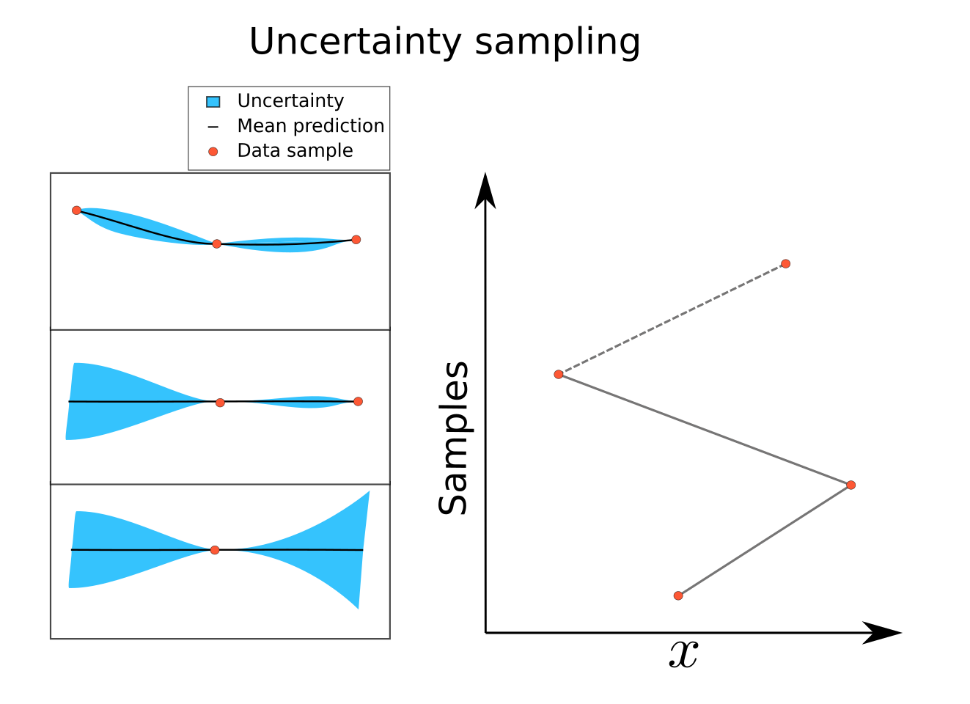 Uncertainty sampling
Uncertainty
Mean prediction
Data sample
Samples
x